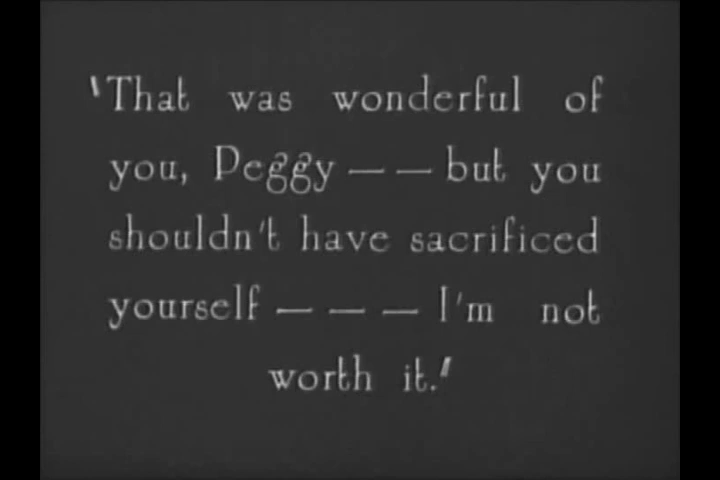 "That was wonderful of
you, Peggy — — but you
shouldn't have sacrificed
yourself — — — I'm not
worth it."